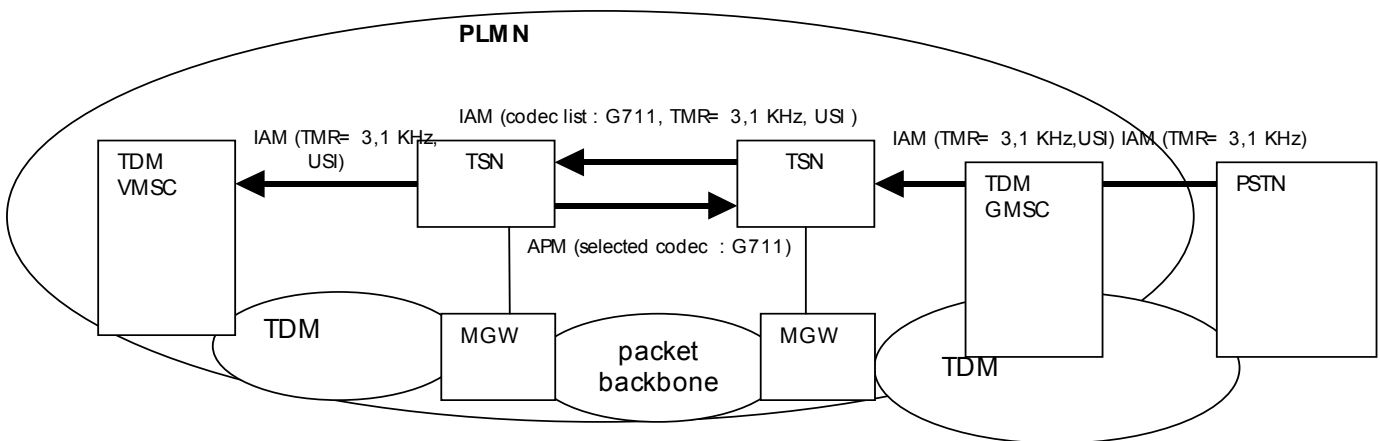 PLMN
IAM (codec list : G711, TMR= 3,1 KHz, USI )
IAM (TMR= 3,1 KHz,
USI)
IAM (TMR= 3,1 KHz,USI) IAM (TMR= 3,1 KHz)
TDM
VMSC
TSN
TSN
TDM
GMSC
PSTN
APM (selected codec : G711)
TDM
MGW
packet
backbone
MGW
TDM